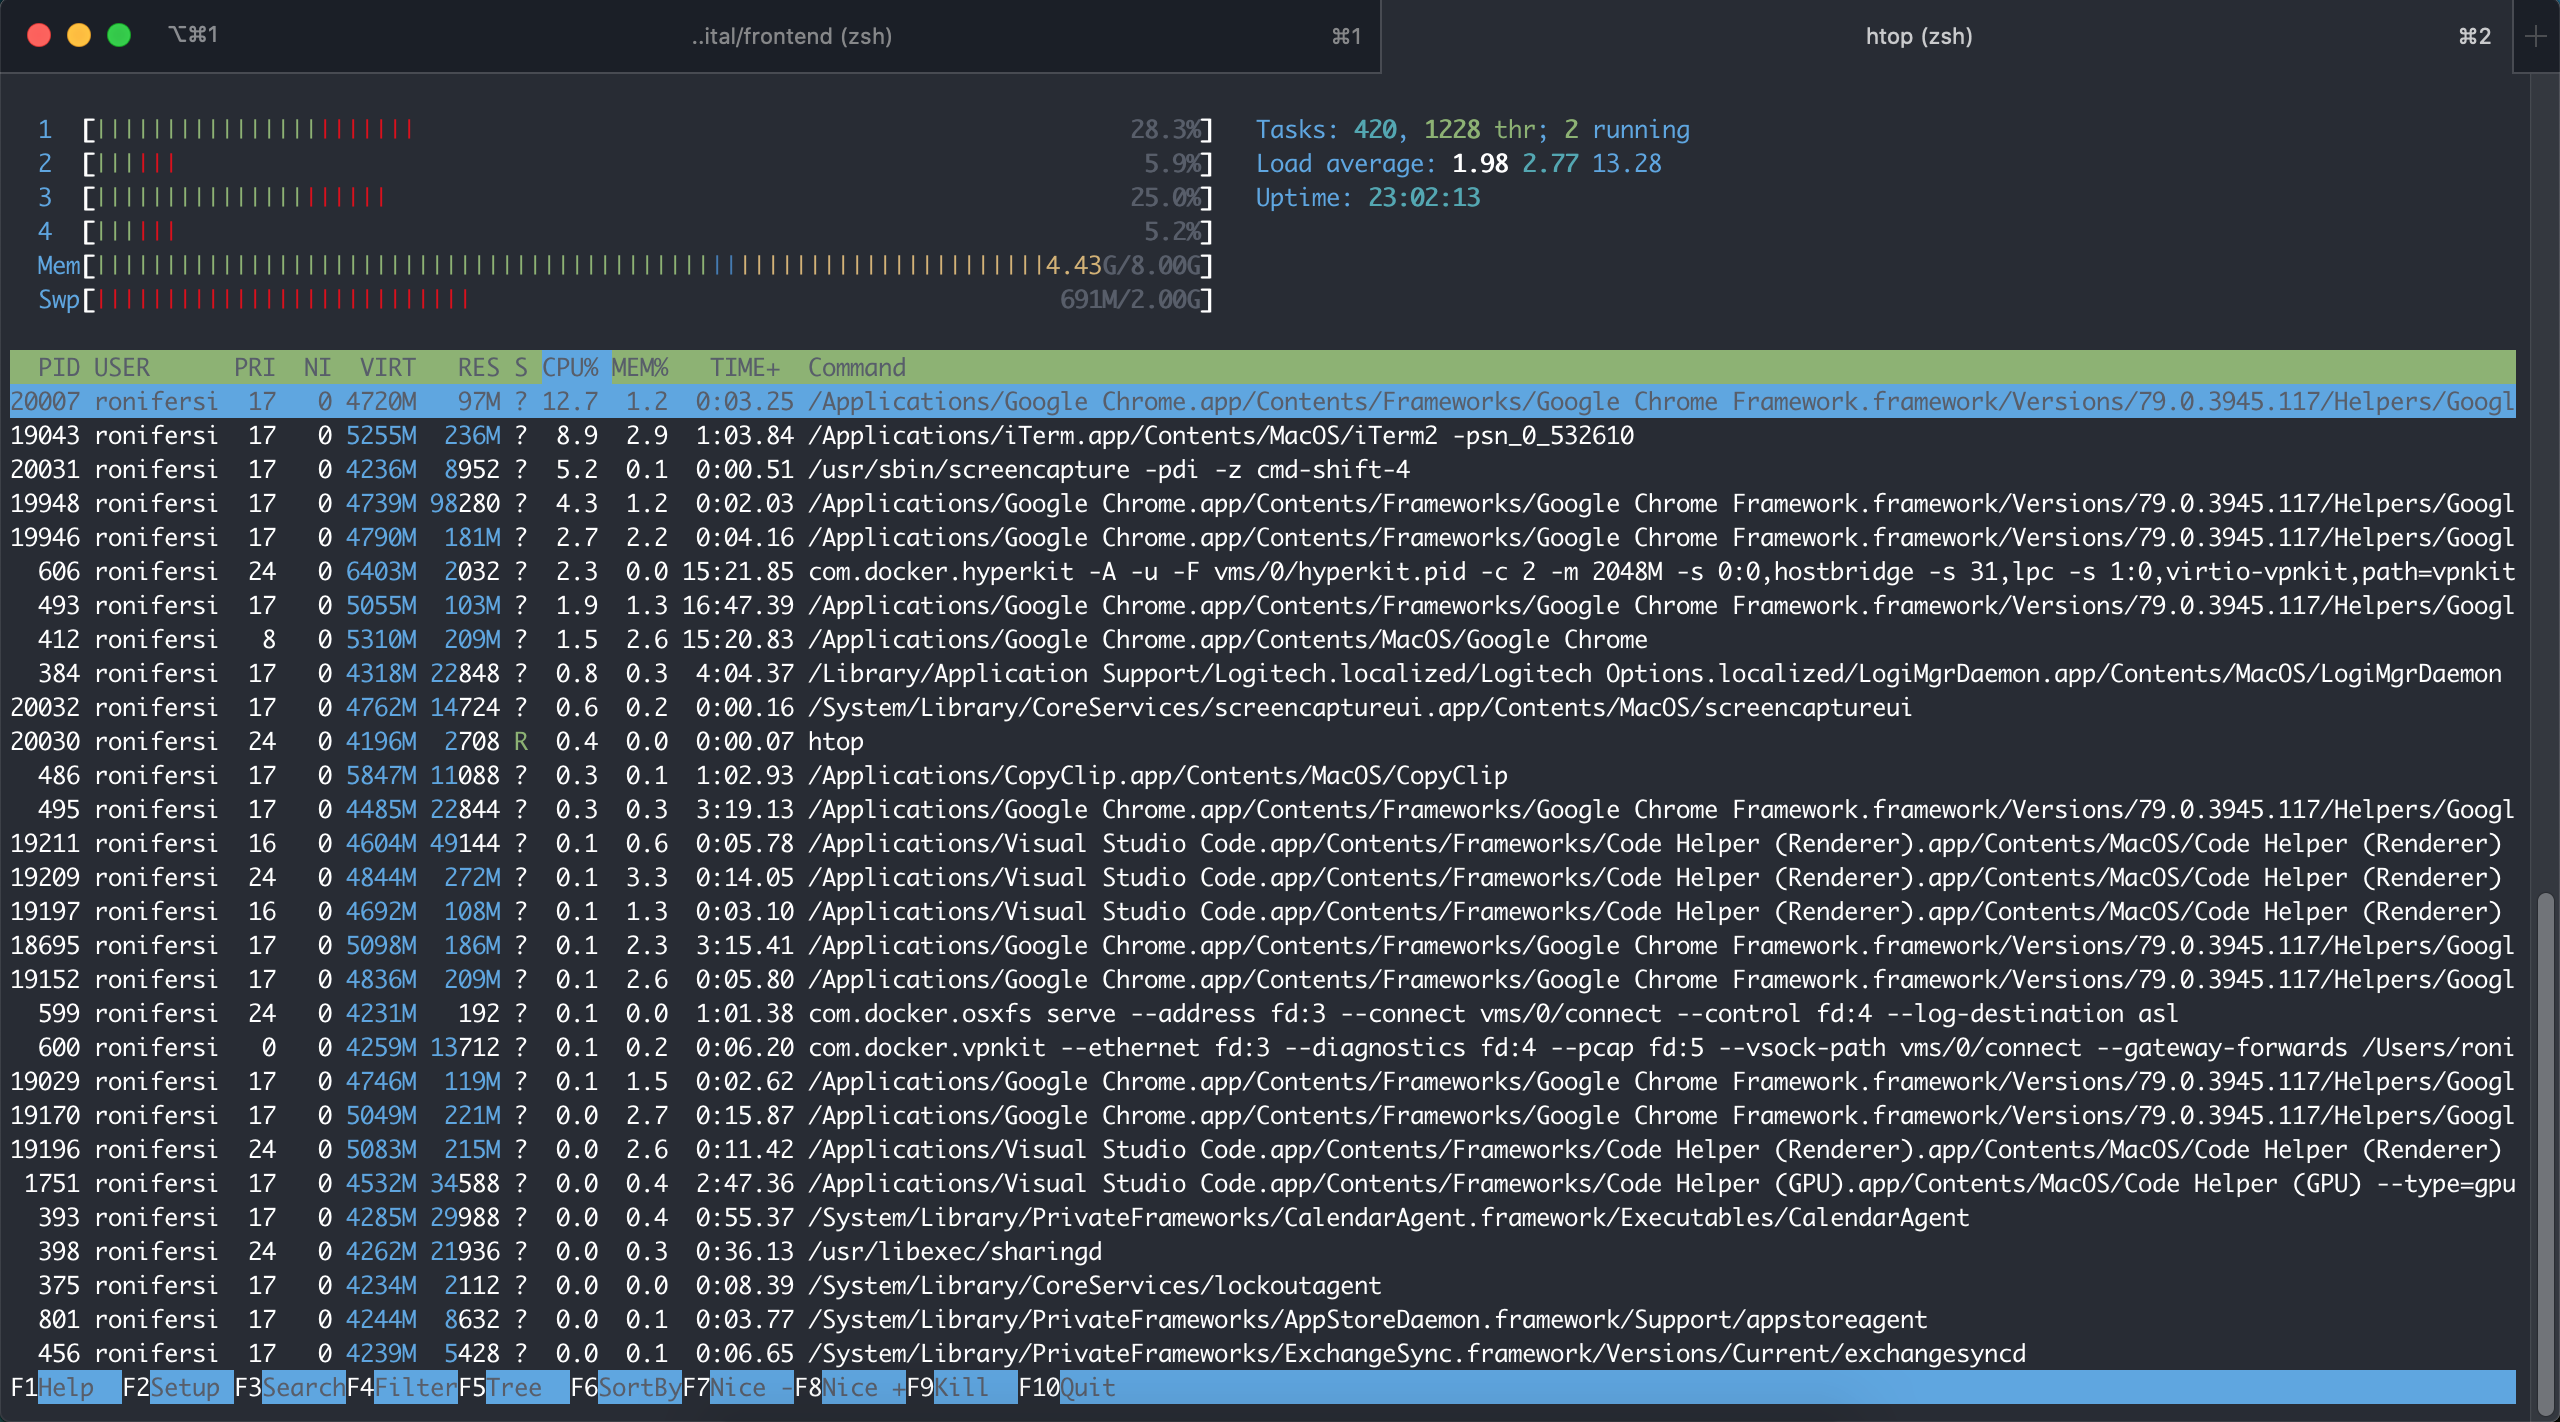 ⌥⌘1 ..ital/frontend (zsh) ⌘1 htop (zsh) ⌘2 +
1 [||||||||||||||||||||||| 28.3%] Tasks: 420, 1228 thr; 2 running
2 [|||||| 5.9%] Load average: 1.98 2.77 13.28
3 [||||||||||||||||||||| 25.0%] Uptime: 23:02:13
4 [|||||| 5.2%]
Mem[||||||||||||||||||||||||||||||||||||||||||||||||||||||||||||||||||||4.43G/8.00G]
Swp[||||||||||||||||||||||||||| 691M/2.00G]
PID USER PRI NI VIRT RES S CPU% MEM% TIME+ Command
20007 ronifersi 17 0 4720M 97M ? 12.7 1.2 0:03.25 /Applications/Google Chrome.app/Contents/Frameworks/Google Chrome Framework.framework/Versions/79.0.3945.117/Helpers/Googl
19043 ronifersi 17 0 5255M 236M ? 8.9 2.9 1:03.84 /Applications/iTerm.app/Contents/MacOS/iTerm2 -psn_0_532610
20031 ronifersi 17 0 4236M 8952 ? 5.2 0.1 0:00.51 /usr/sbin/screencapture -pdi -z cmd-shift-4
19948 ronifersi 17 0 4739M 98280 ? 4.3 1.2 0:02.03 /Applications/Google Chrome.app/Contents/Frameworks/Google Chrome Framework.framework/Versions/79.0.3945.117/Helpers/Googl
19946 ronifersi 17 0 4790M 181M ? 2.7 2.2 0:04.16 /Applications/Google Chrome.app/Contents/Frameworks/Google Chrome Framework.framework/Versions/79.0.3945.117/Helpers/Googl
606 ronifersi 24 0 6403M 2032 ? 2.3 0.0 15:21.85 com.docker.hyperkit -A -u -F vms/0/hyperkit.pid -c 2 -m 2048M -s 0:0,hostbridge -s 31,lpc -s 1:0,virtio-vpnkit,path=vpnkit
493 ronifersi 17 0 5055M 103M ? 1.9 1.3 16:47.39 /Applications/Google Chrome.app/Contents/Frameworks/Google Chrome Framework.framework/Versions/79.0.3945.117/Helpers/Googl
412 ronifersi 8 0 5310M 209M ? 1.5 2.6 15:20.83 /Applications/Google Chrome.app/Contents/MacOS/Google Chrome
384 ronifersi 17 0 4318M 22848 ? 0.8 0.3 4:04.37 /Library/Application Support/Logitech.localized/Logitech Options.localized/LogiMgrDaemon.app/Contents/MacOS/LogiMgrDaemon
20032 ronifersi 17 0 4762M 14724 ? 0.6 0.2 0:00.16 /System/Library/CoreServices/screencaptureui.app/Contents/MacOS/screencaptureui
20030 ronifersi 24 0 4196M 2708 R 0.4 0.0 0:00.07 htop
486 ronifersi 17 0 5847M 11088 ? 0.3 0.1 1:02.93 /Applications/CopyClip.app/Contents/MacOS/CopyClip
495 ronifersi 17 0 4485M 22844 ? 0.3 0.3 3:19.13 /Applications/Google Chrome.app/Contents/Frameworks/Google Chrome Framework.framework/Versions/79.0.3945.117/Helpers/Googl
19211 ronifersi 16 0 4604M 49144 ? 0.1 0.6 0:05.78 /Applications/Visual Studio Code.app/Contents/Frameworks/Code Helper (Renderer).app/Contents/MacOS/Code Helper (Renderer)
19209 ronifersi 24 0 4844M 272M ? 0.1 3.3 0:14.05 /Applications/Visual Studio Code.app/Contents/Frameworks/Code Helper (Renderer).app/Contents/MacOS/Code Helper (Renderer)
19197 ronifersi 16 0 4692M 108M ? 0.1 1.3 0:03.10 /Applications/Visual Studio Code.app/Contents/Frameworks/Code Helper (Renderer).app/Contents/MacOS/Code Helper (Renderer)
18695 ronifersi 17 0 5098M 186M ? 0.1 2.3 3:15.41 /Applications/Google Chrome.app/Contents/Frameworks/Google Chrome Framework.framework/Versions/79.0.3945.117/Helpers/Googl
19152 ronifersi 17 0 4836M 209M ? 0.1 2.6 0:05.80 /Applications/Google Chrome.app/Contents/Frameworks/Google Chrome Framework.framework/Versions/79.0.3945.117/Helpers/Googl
599 ronifersi 24 0 4231M 192 ? 0.1 0.0 1:01.38 com.docker.osxfs serve --address fd:3 --connect vms/0/connect --control fd:4 --log-destination asl
600 ronifersi 0 0 4259M 13712 ? 0.1 0.2 0:06.20 com.docker.vpnkit --ethernet fd:3 --diagnostics fd:4 --pcap fd:5 --vsock-path vms/0/connect --gateway-forwards /Users/roni
19029 ronifersi 17 0 4746M 119M ? 0.1 1.5 0:02.62 /Applications/Google Chrome.app/Contents/Frameworks/Google Chrome Framework.framework/Versions/79.0.3945.117/Helpers/Googl
19170 ronifersi 17 0 5049M 221M ? 0.0 2.7 0:15.87 /Applications/Google Chrome.app/Contents/Frameworks/Google Chrome Framework.framework/Versions/79.0.3945.117/Helpers/Googl
19196 ronifersi 24 0 5083M 215M ? 0.0 2.6 0:11.42 /Applications/Visual Studio Code.app/Contents/Frameworks/Code Helper (Renderer).app/Contents/MacOS/Code Helper (Renderer)
1751 ronifersi 17 0 4532M 34588 ? 0.0 0.4 2:47.36 /Applications/Visual Studio Code.app/Contents/Frameworks/Code Helper (GPU).app/Contents/MacOS/Code Helper (GPU) --type=gpu
393 ronifersi 17 0 4285M 29988 ? 0.0 0.4 0:55.37 /System/Library/PrivateFrameworks/CalendarAgent.framework/Executables/CalendarAgent
398 ronifersi 24 0 4262M 21936 ? 0.0 0.3 0:36.13 /usr/libexec/sharingd
375 ronifersi 17 0 4234M 2112 ? 0.0 0.0 0:08.39 /System/Library/CoreServices/lockoutagent
801 ronifersi 17 0 4244M 8632 ? 0.0 0.1 0:03.77 /System/Library/PrivateFrameworks/AppStoreDaemon.framework/Support/appstoreagent
456 ronifersi 17 0 4239M 5428 ? 0.0 0.1 0:06.65 /System/Library/PrivateFrameworks/ExchangeSync.framework/Versions/Current/exchangesyncd
F1Help F2Setup F3SearchF4FilterF5Tree F6SortByF7Nice -F8Nice +F9Kill F10Quit